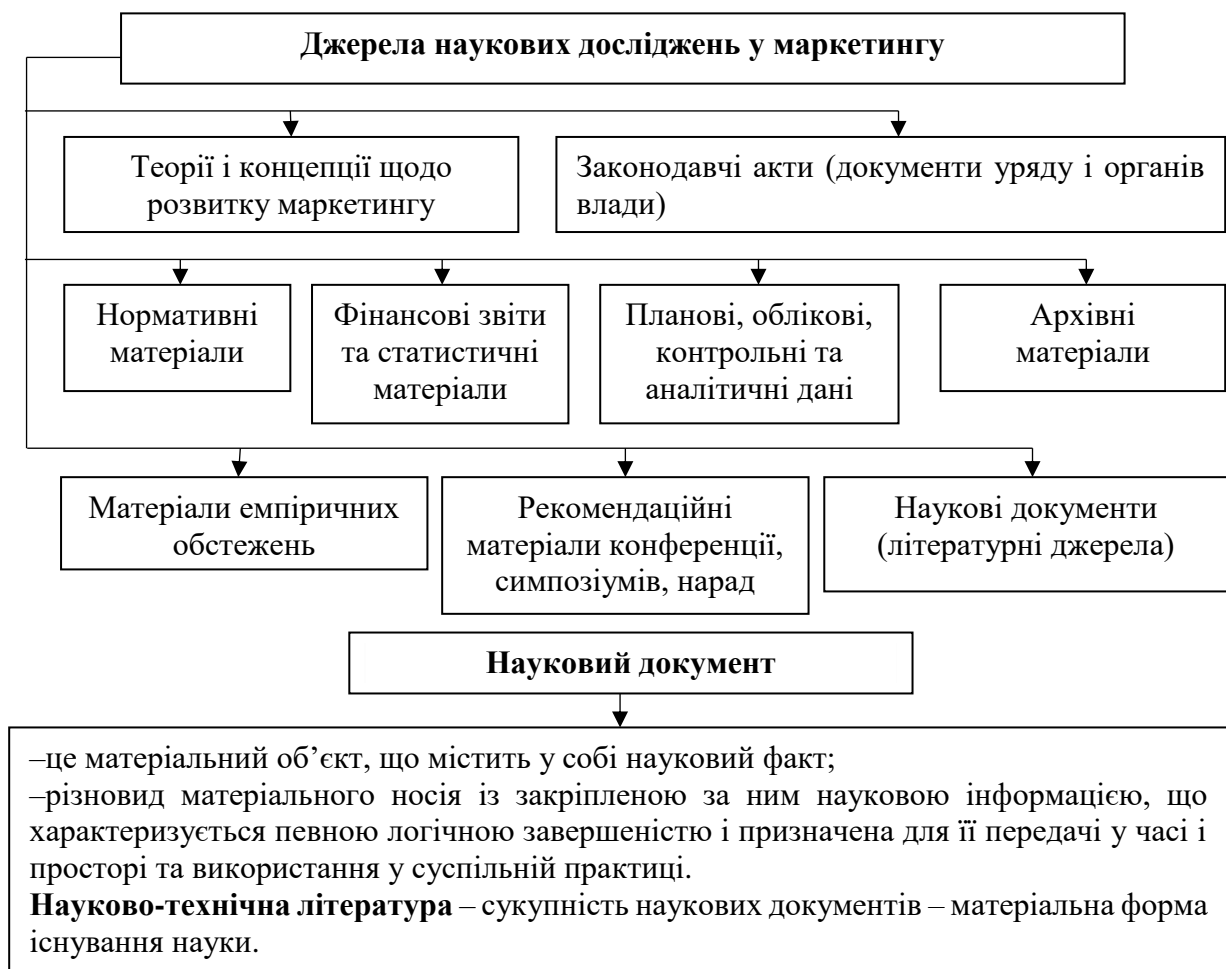 Джерела наукових досліджень у маркетингу
Теорії і концепції щодо
розвитку маркетингу
Законодавчі акти (документи уряду і органів
влади)
Нормативні
матеріали
Фінансові звіти
та статистичні
матеріали
Планові, облікові,
контрольні та
аналітичні дані
Архівні
матеріали
Матеріали емпіричних
обстежень
Рекомендаційні
матеріали конференції,
симпозіумів, нарад
Наукові документи
(літературні джерела)
Науковий документ
–це матеріальний об’єкт, що містить у собі науковий факт;
–різновид матеріального носія із закріпленою за ним науковою інформацією, що
характеризується певною логічною завершеністю і призначена для її передачі у часі і
просторі та використання у суспільній практиці.
Науково-технічна література – сукупність наукових документів – матеріальна форма
існування науки.